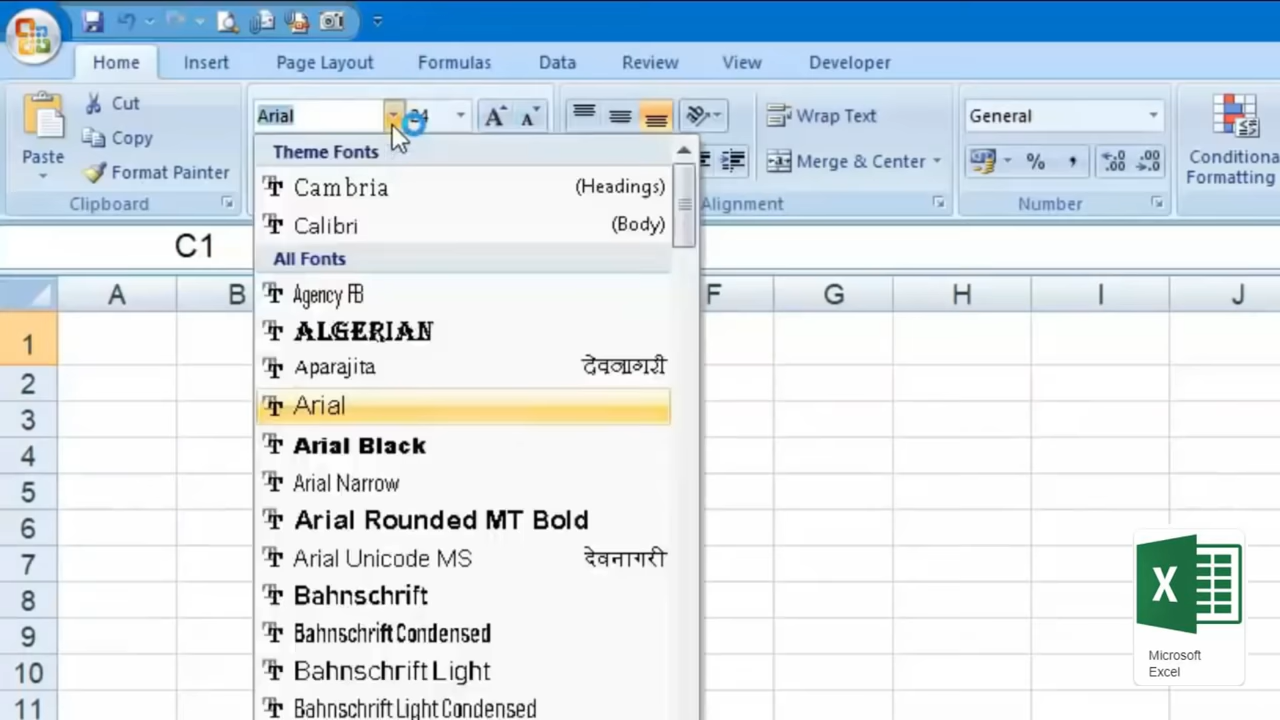 Home Insert Page Layout Formulas Data Review View Developer
Cut
Arial
Wrap Text
General
Copy
Paste
Format Painter
Merge & Center
%
Conditiona
Formatting
Clipboard
Alignment
Number
Theme Fonts
Cambria (Headings)
Calibri (Body)
All Fonts
Agency FB
ALGERIAN
Aparajita देवनागरी
Arial
Arial Black
Arial Narrow
Arial Rounded MT Bold
Arial Unicode MS देवनागरी
Bahnschrift
Bahnschrift Condensed
Bahnschrift Light
Bahnschrift Light Condensed
C1
A B F G H I J
1
2
3
4
5
6
7
8
9
10
11
X
Microsoft
Excel